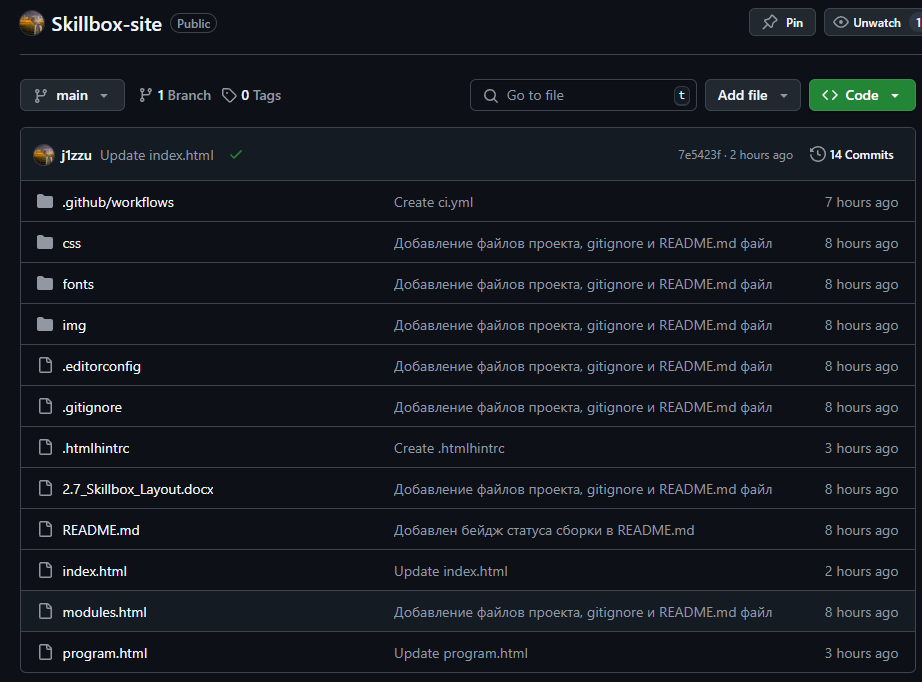 Skillbox-site Public Pin Unwatch 1
main 1 Branch 0 Tags Go to file t Add file Code
j1zzu Update index.html 7e5423f · 2 hours ago 14 Commits
.github/workflows Create ci.yml 7 hours ago
css Добавление файлов проекта, gitignore и README.md файл 8 hours ago
fonts Добавление файлов проекта, gitignore и README.md файл 8 hours ago
img Добавление файлов проекта, gitignore и README.md файл 8 hours ago
.editorconfig Добавление файлов проекта, gitignore и README.md файл 8 hours ago
.gitignore Добавление файлов проекта, gitignore и README.md файл 8 hours ago
.htmlhintrc Create .htmlhintrc 3 hours ago
2.7_Skillbox_Layout.docx Добавление файлов проекта, gitignore и README.md файл 8 hours ago
README.md Добавлен бейдж статуса сборки в README.md 8 hours ago
index.html Update index.html 2 hours ago
modules.html Добавление файлов проекта, gitignore и README.md файл 8 hours ago
program.html Update program.html 3 hours ago